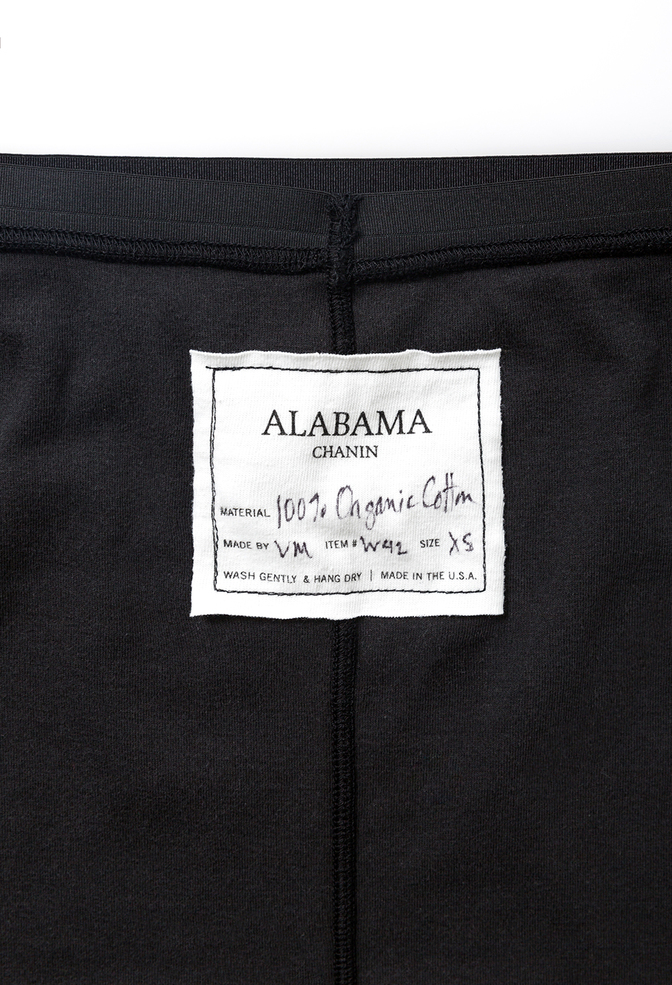 ALABAMA
CHANIN
MATERIAL 100% Organic Cotton
MADE BY VM ITEM # W412 SIZE XS
WASH GENTLY & HANG DRY | MADE IN THE U.S.A.